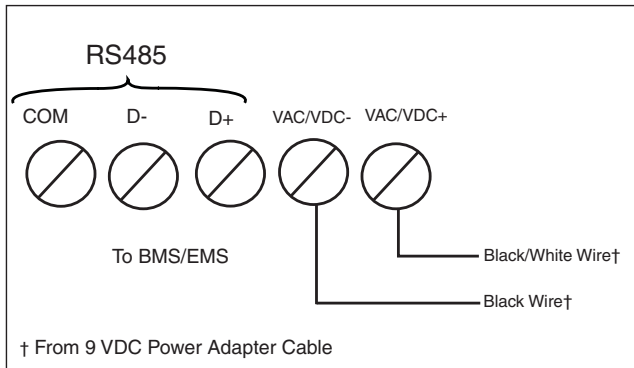 RS485
COM D- D+ VAC/VDC- VAC/VDC+
To BMS/EMS
Black/White Wire†
Black Wire†
† From 9 VDC Power Adapter Cable